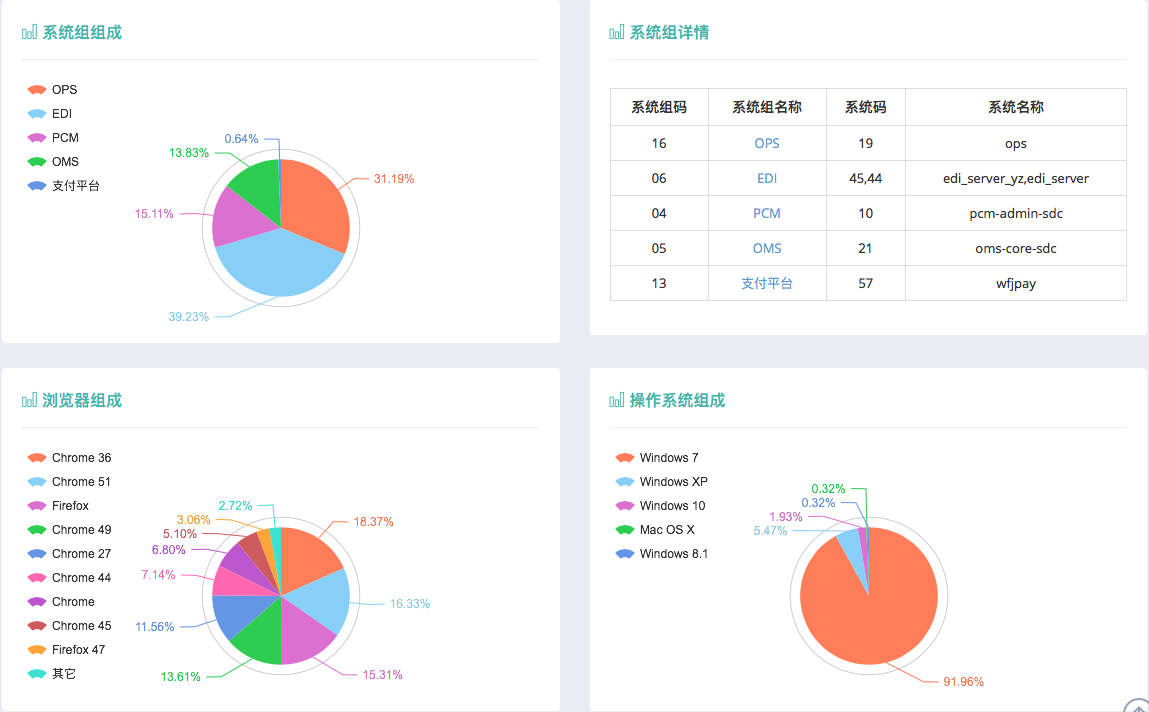 系统组组成
OPS
EDI
PCM
OMS
支付平台
0.64%
13.83%
31.19%
15.11%
39.23%
系统组详情
系统组码 系统组名称 系统码 系统名称
16 OPS 19 ops
06 EDI 45,44 edi_server_yz,edi_server
04 PCM 10 pcm-admin-sdc
05 OMS 21 oms-core-sdc
13 支付平台 57 wfjpay
浏览器组成
Chrome 36
Chrome 51
Firefox
Chrome 49
Chrome 27
Chrome 44
Chrome
Chrome 45
Firefox 47
其它
2.72%
3.06%
18.37%
5.10%
6.80%
7.14%
16.33%
11.56%
15.31%
13.61%
操作系统组成
Windows 7
Windows XP
Windows 10
Mac OS X
Windows 8.1
0.32%
0.32%
1.93%
5.47%
91.96%